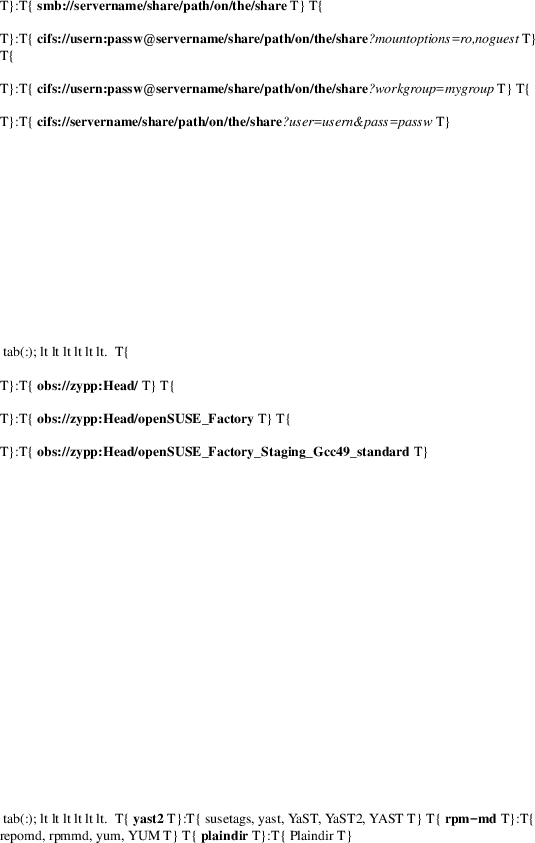 T}:T{ smb://servername/share/path/on/the/share T} T{
T}:T{ cifs://usern:passw@servername/share/path/on/the/share?mountoptions=ro,noguest T}
T{
T}:T{ cifs://usern:passw@servername/share/path/on/the/share?workgroup=mygroup T} T{
T}:T{ cifs://servername/share/path/on/the/share?user=usern&pass=passw T}
tab(:); lt lt lt lt lt lt. T{
T}:T{ obs://zypp:Head/ T} T{
T}:T{ obs://zypp:Head/openSUSE_Factory T} T{
T}:T{ obs://zypp:Head/openSUSE_Factory_Staging_Gcc49_standard T}
tab(:); lt lt lt lt lt lt. T{ yast2 T}:T{ susetags, yast, YaST, YaST2, YAST T} T{ rpm−md T}:T{
repomd, rpmmd, yum, YUM T} T{ plaindir T}:T{ Plaindir T}